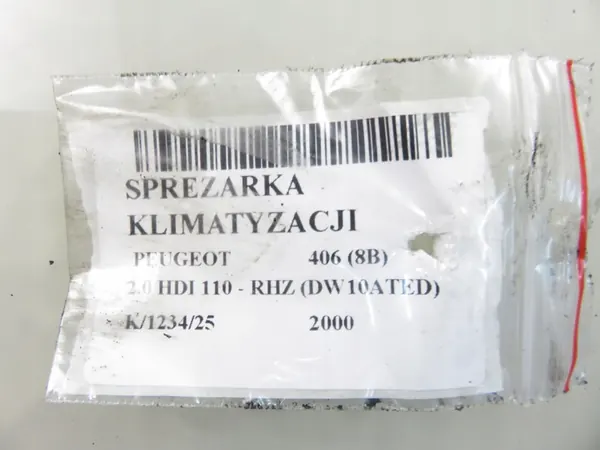 SPREZARKA
KLIMATYZACJI
PEUGEOT 406 (8B)
2.0 HDI 110 - RHZ (DW10ATED)
K/1234/25 2000